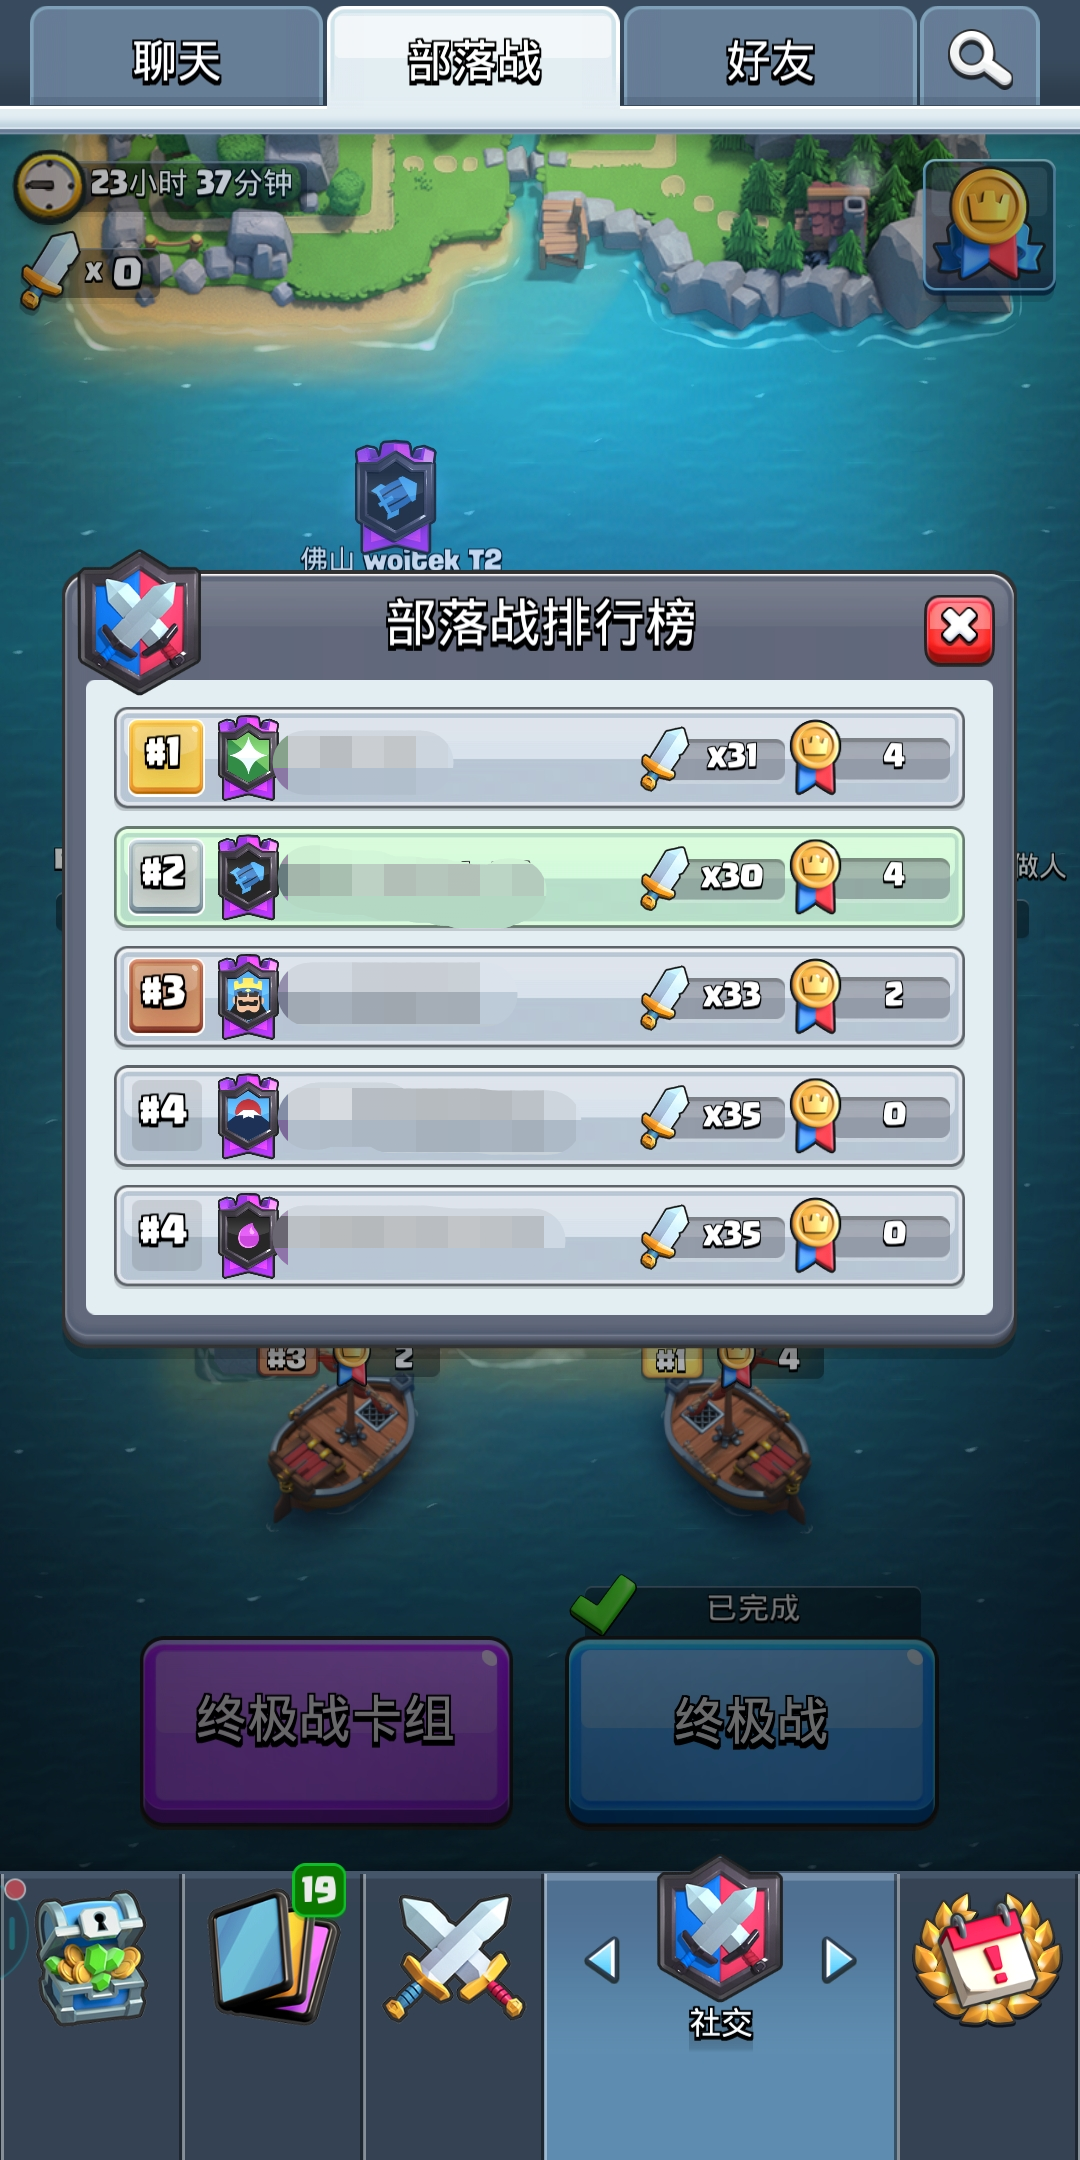 聊天
部落战
好友
23小时 37分钟
x 0
佛山 woitek T2
部落战排行榜
#1
x31
4
#2
x30
4
做人
#3
x33
2
#4
x35
0
#4
x35
0
#3
2
#1
4
已完成
终极战卡组
终极战
19
社交